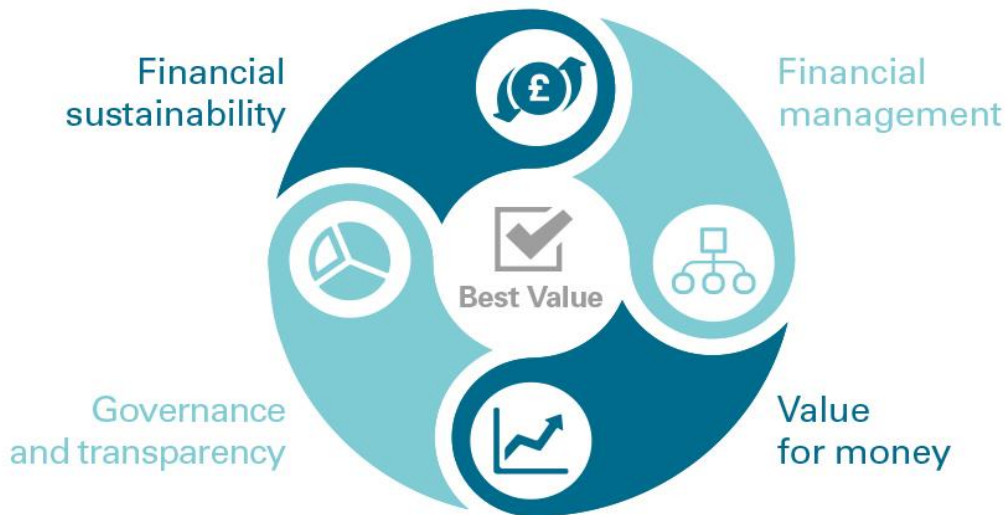 Financial
sustainability
Financial
management
£
Best Value
Governance
and transparency
Value
for money